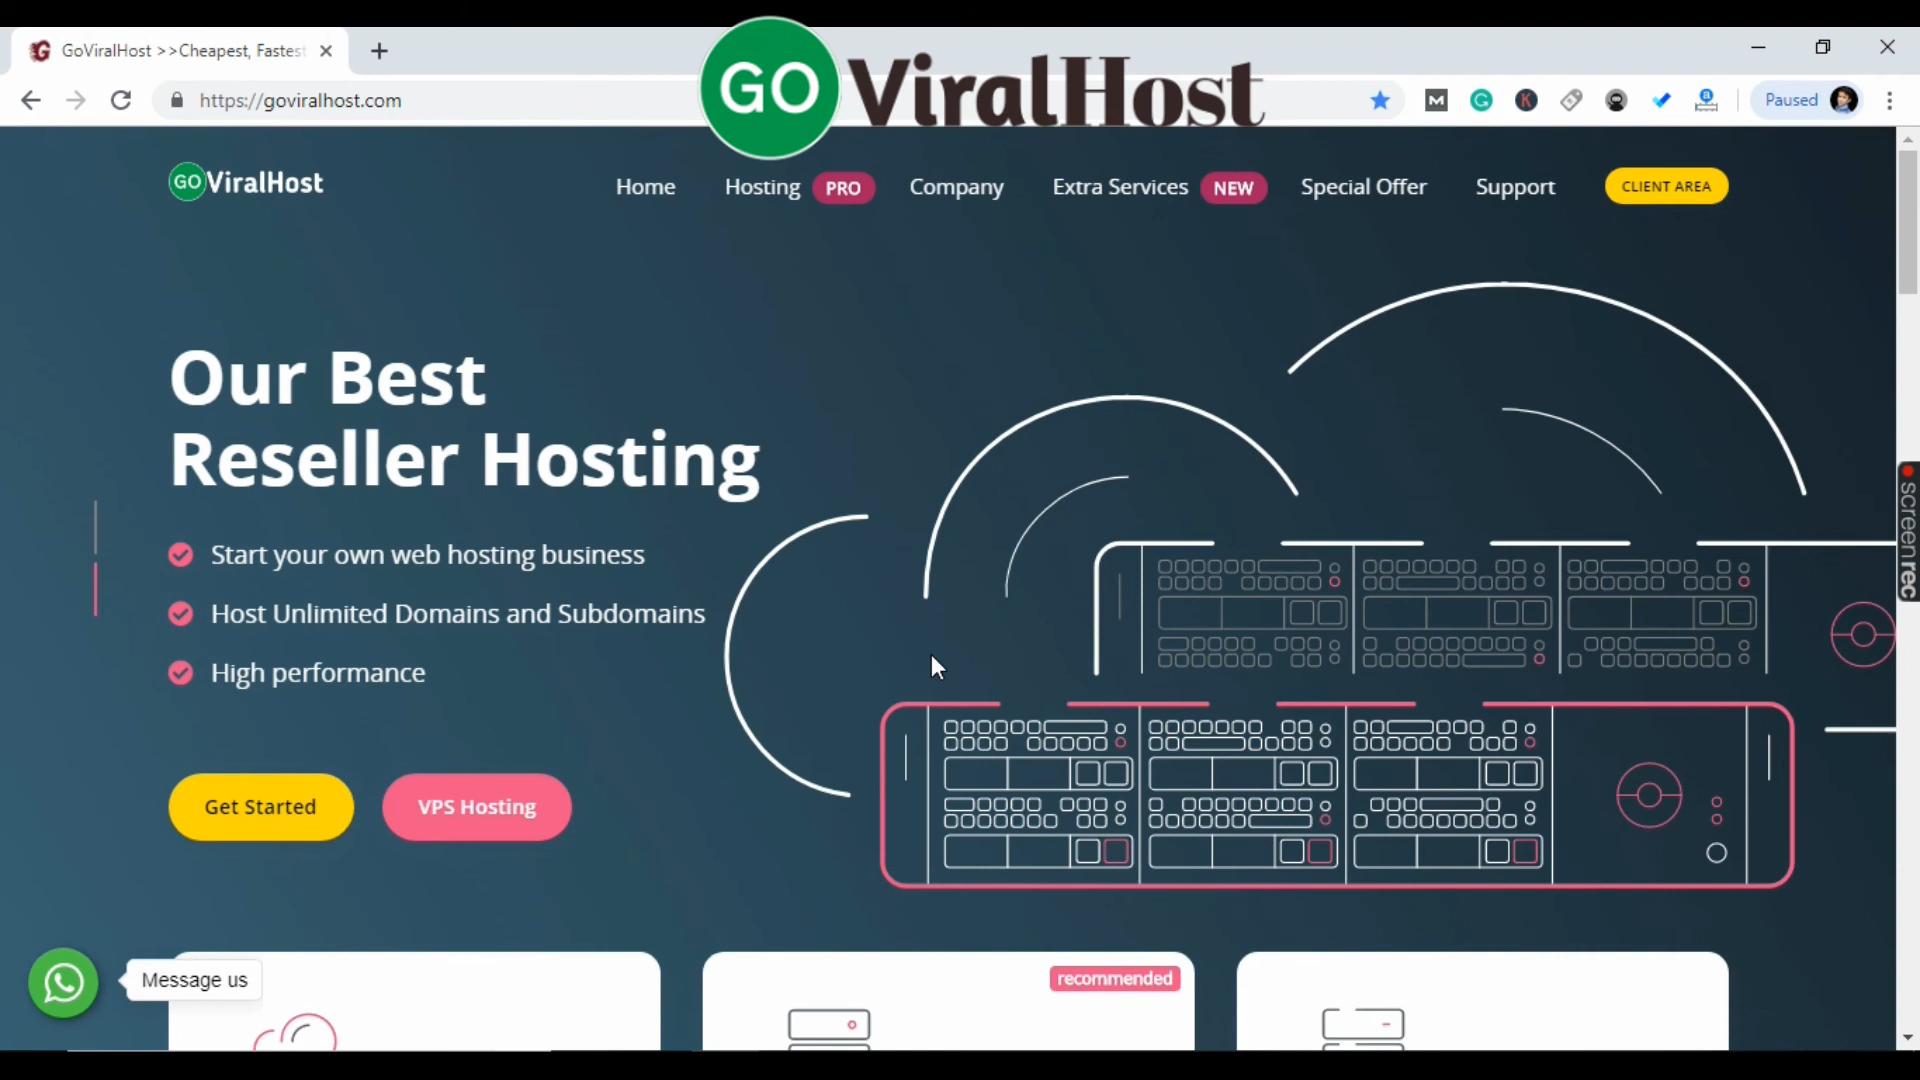 GoViralHost >>Cheapest, Fastest
GO ViralHost
https://goviralhost.com
Paused
GO ViralHost
Home
Hosting PRO
Company
Extra Services NEW
Special Offer
Support
CLIENT AREA
Our Best
Reseller Hosting
Start your own web hosting business
Host Unlimited Domains and Subdomains
High performance
Get Started
VPS Hosting
screenrec
Message us
recommended